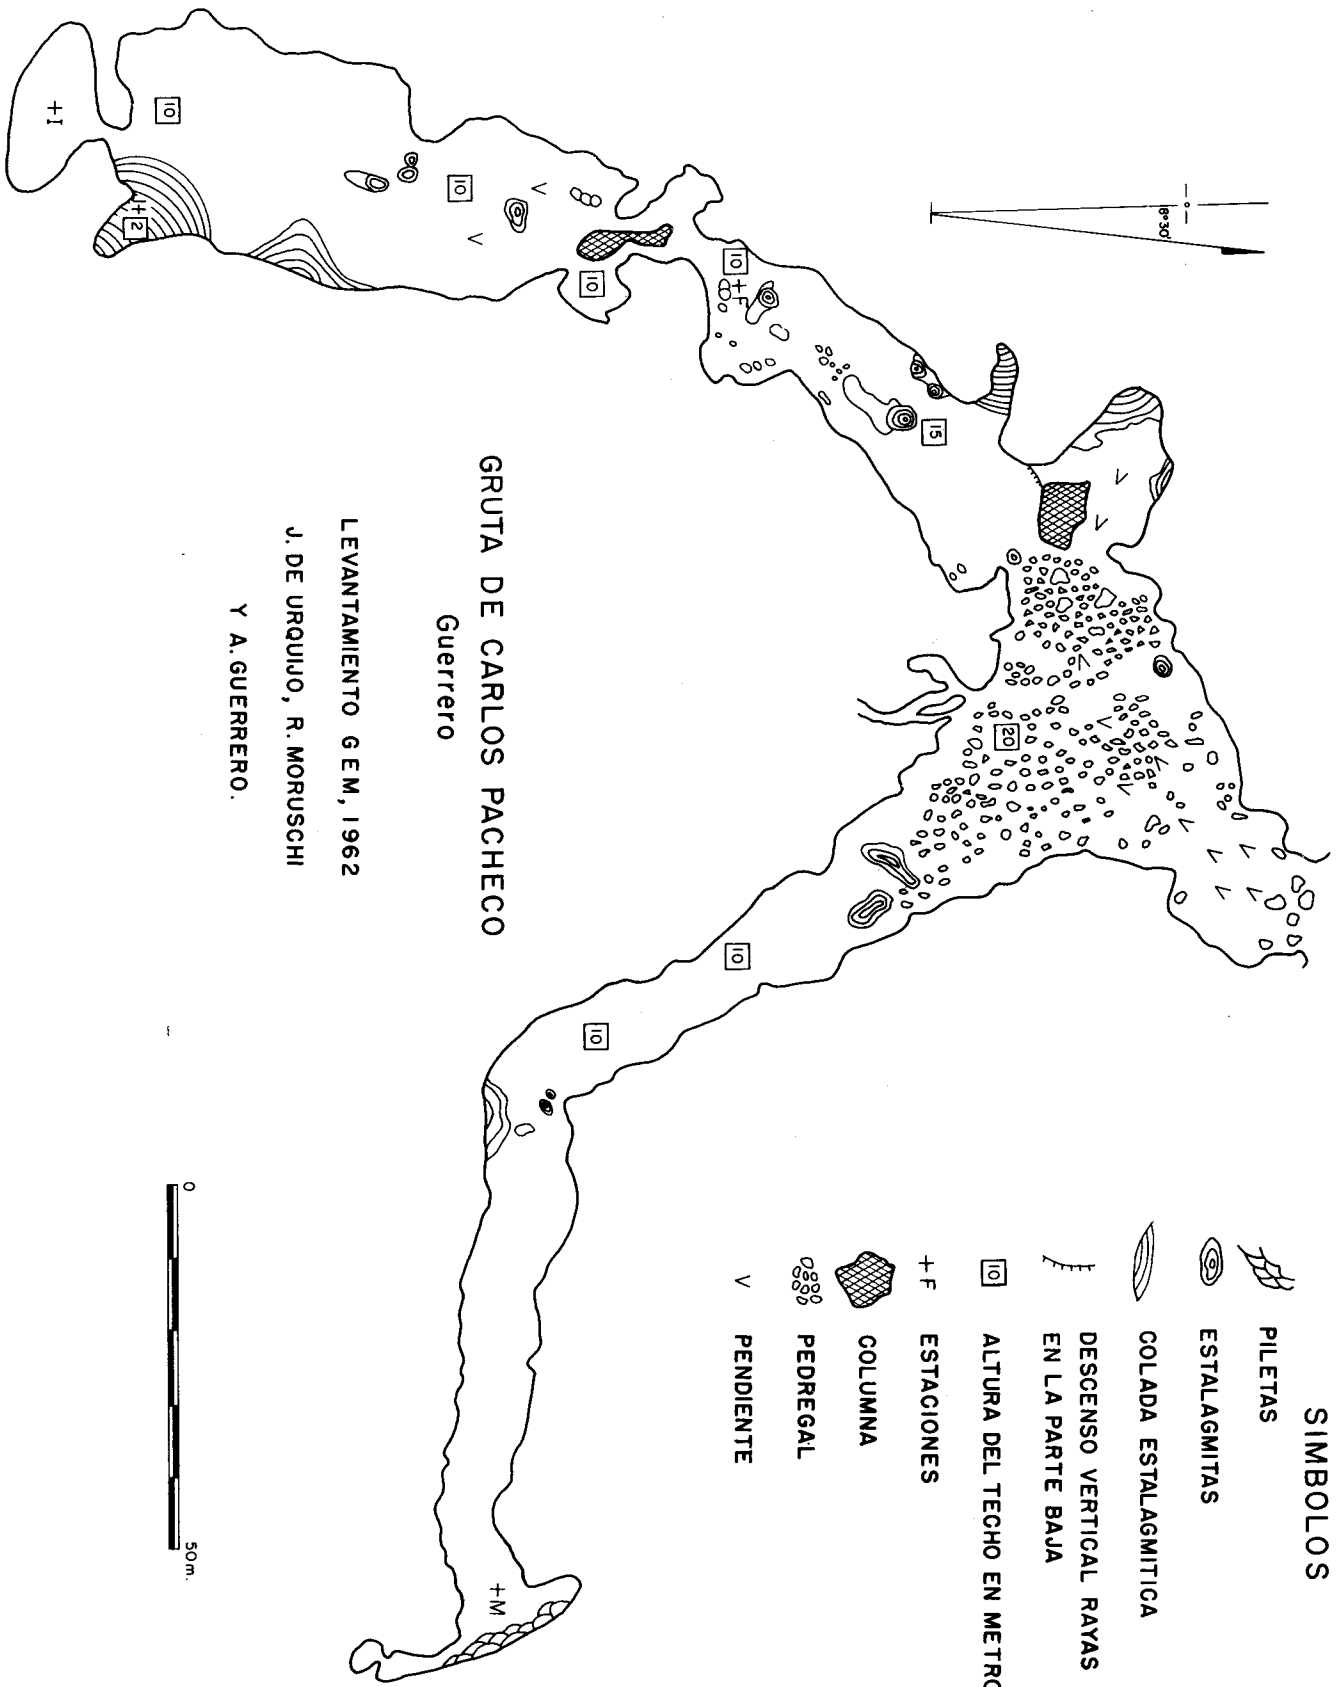 GRUTA DE CARLOS PACHECO
Guerrero
LEVANTAMIENTO GEM, 1962
J. DE URQUIJO, R. MORUSCHI
Y A. GUERRERO.
SIMBOLOS
PILETAS
ESTALAGMITAS
COLADA ESTALAGMITICA
DESCENSO VERTICAL RAYAS
EN LA PARTE BAJA
10 ALTURA DEL TECHO EN METRO
+F ESTACIONES
COLUMNA
PEDREGAL
V PENDIENTE
8°30'
0 50m.
+I
10
+2
10
V
V
10
10
+F
15
V
V
V
20
V
V
V
V
V
V
V
V
10
10
+M